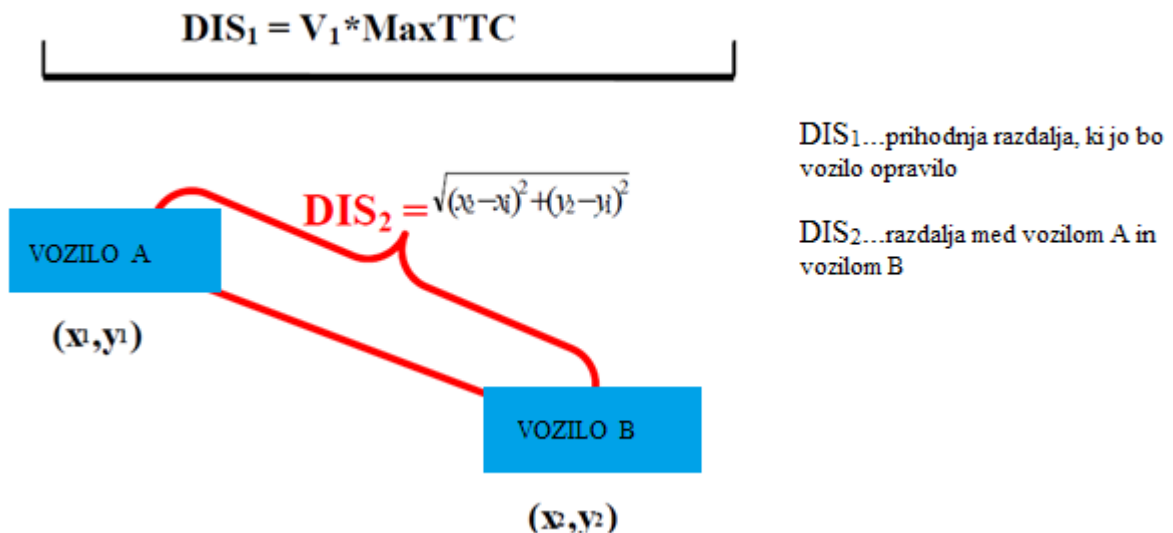 DIS₁ = V₁*MaxTTC
DIS₁...prihodnja razdalja, ki jo bo
vozilo opravilo
DIS₂ = √(x₂−x₁)²+(y₂−y₁)²
DIS₂...razdalja med vozilom A in
vozilom B
VOZILO A
(x₁,y₁)
VOZILO B
(x₂,y₂)